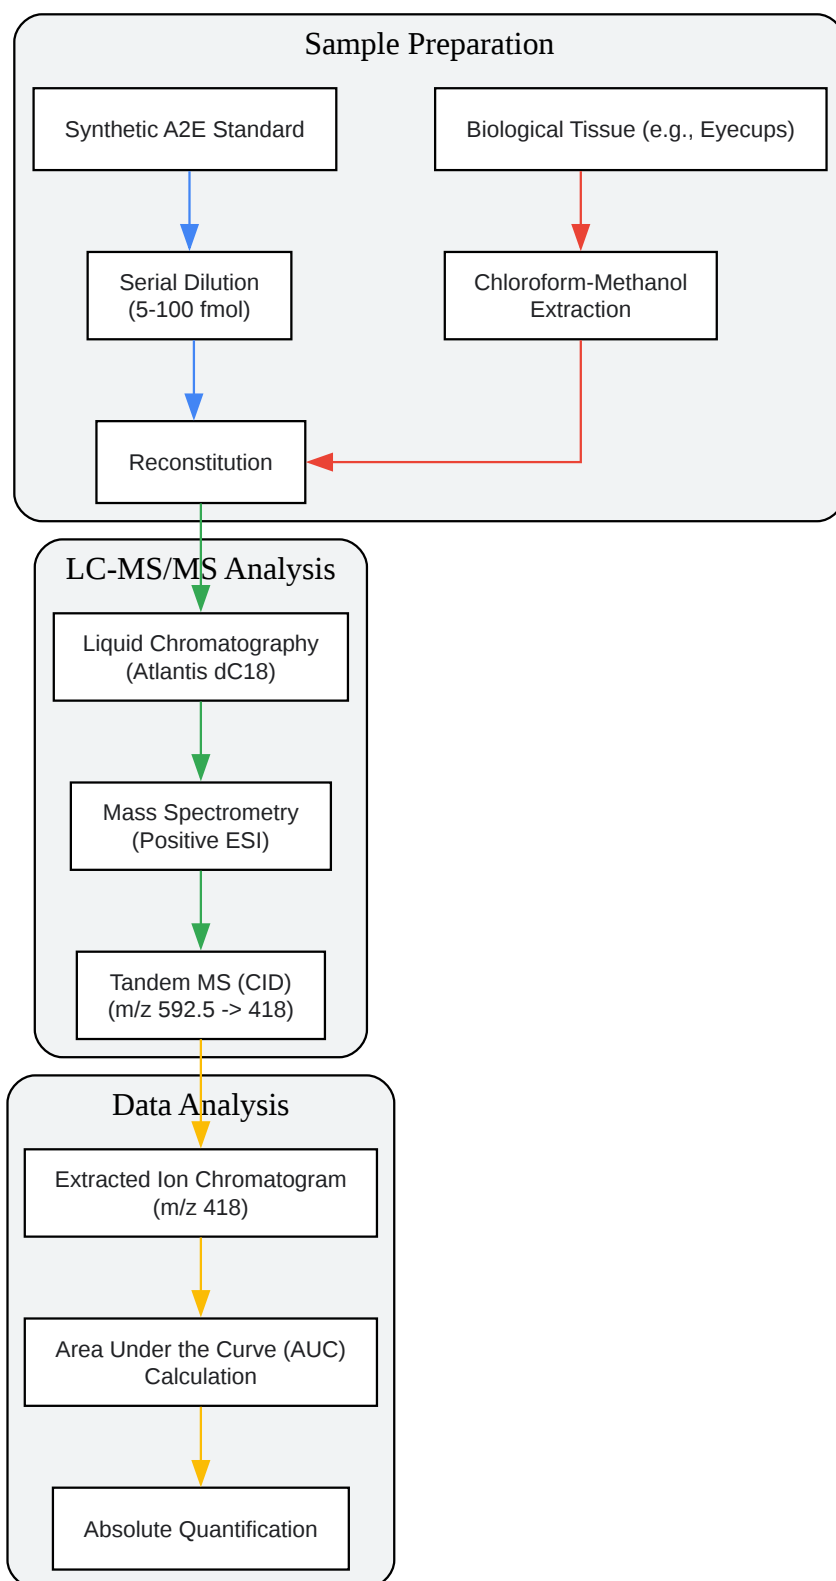 Sample Preparation
Synthetic A2E Standard
Biological Tissue (e.g., Eyecups)
Serial Dilution
(5-100 fmol)
Chloroform-Methanol
Extraction
Reconstitution
LC-MS/MS Analysis
Liquid Chromatography
(Atlantis dC18)
Mass Spectrometry
(Positive ESI)
Tandem MS (CID)
(m/z 592.5 -> 418)
Data Analysis
Extracted Ion Chromatogram
(m/z 418)
Area Under the Curve (AUC)
Calculation
Absolute Quantification